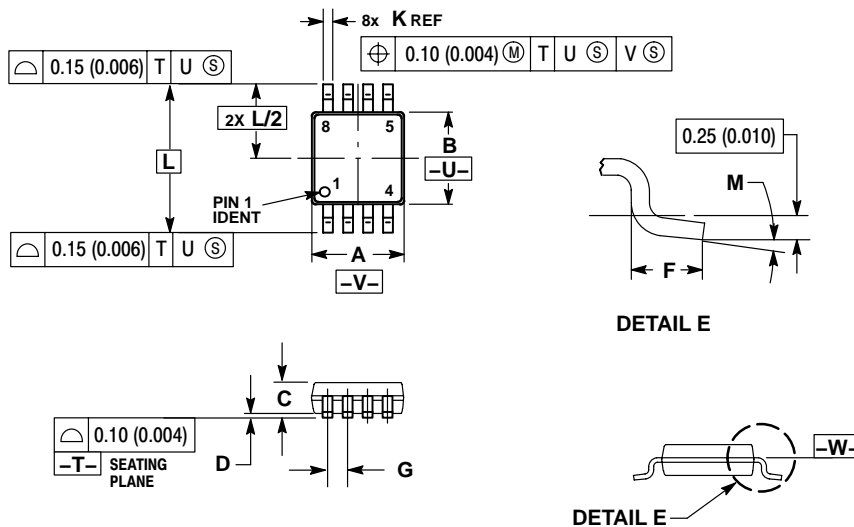 8x K REF
⌖ 0.10 (0.004) Ⓜ T U Ⓢ V Ⓢ
⌓ 0.15 (0.006) T U Ⓢ
2X L/2
L
8 5
B
–U–
1
4
PIN 1
IDENT
⌓ 0.15 (0.006) T U Ⓢ
A
–V–
0.25 (0.010)
M
F
DETAIL E
C
⌓ 0.10 (0.004)
–T– SEATING
PLANE
D
G
–W–
DETAIL E